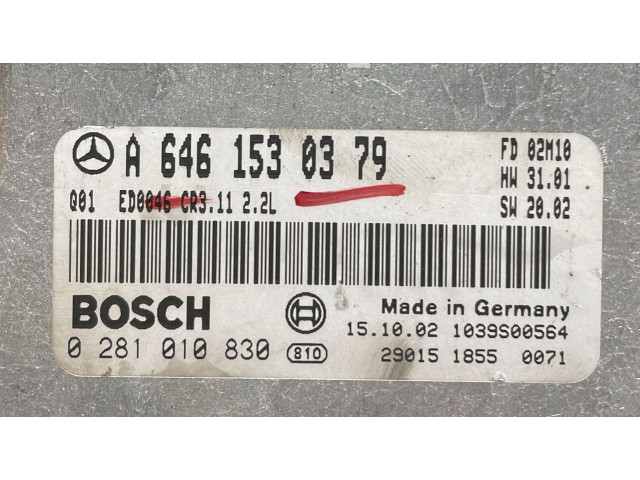 A 646 153 03 79
FD 02M10
HW 31.01
SW 20.02
Q01 ED0046 CR3.11 2.2L
BOSCH
Made in Germany
15.10.02 1039S00564
0 281 010 830 810
29015 1855 0071